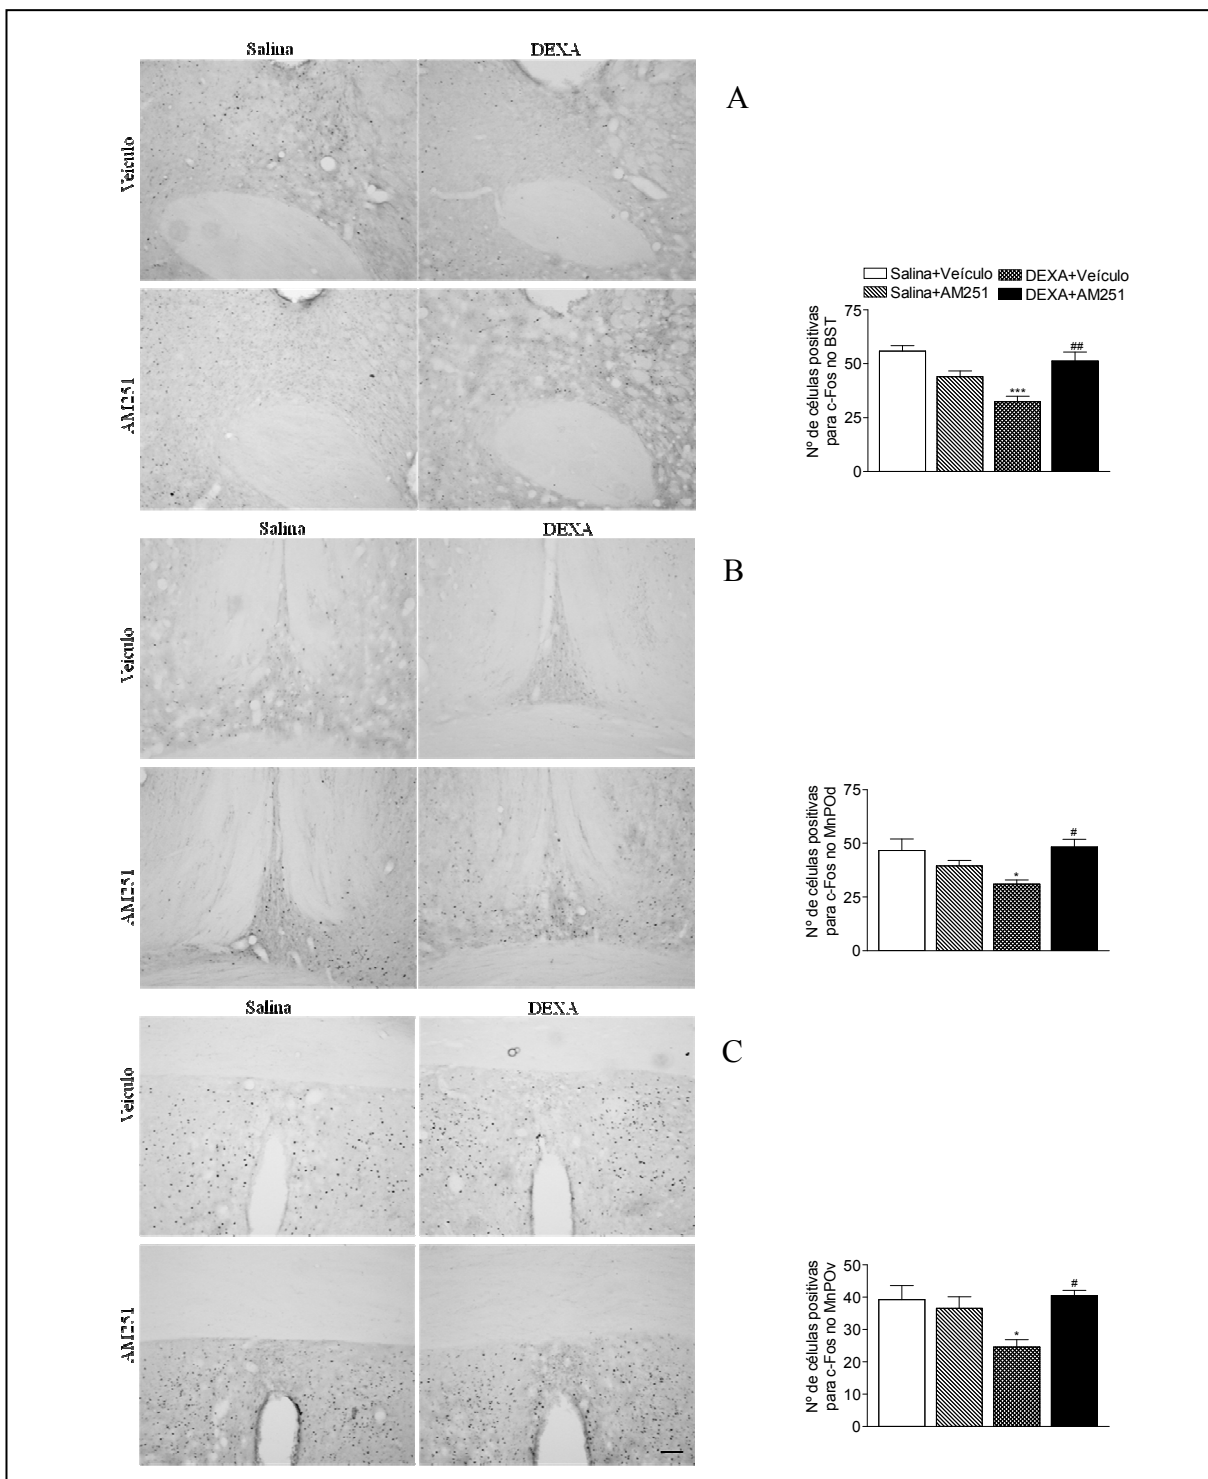 Salina DEXA
A
Veículo
AM251
Salina+Veículo DEXA+Veículo
Salina+AM251 DEXA+AM251
Nº de células positivas
para c-Fos no BST
75
50
25
0
***
##
Salina DEXA
B
Veículo
AM251
Nº de células positivas
para c-Fos no MnPOd
75
50
25
0
*
#
Salina DEXA
C
Veículo
AM251
Nº de células positivas
para c-Fos no MnPOv
50
40
30
20
10
0
*
#